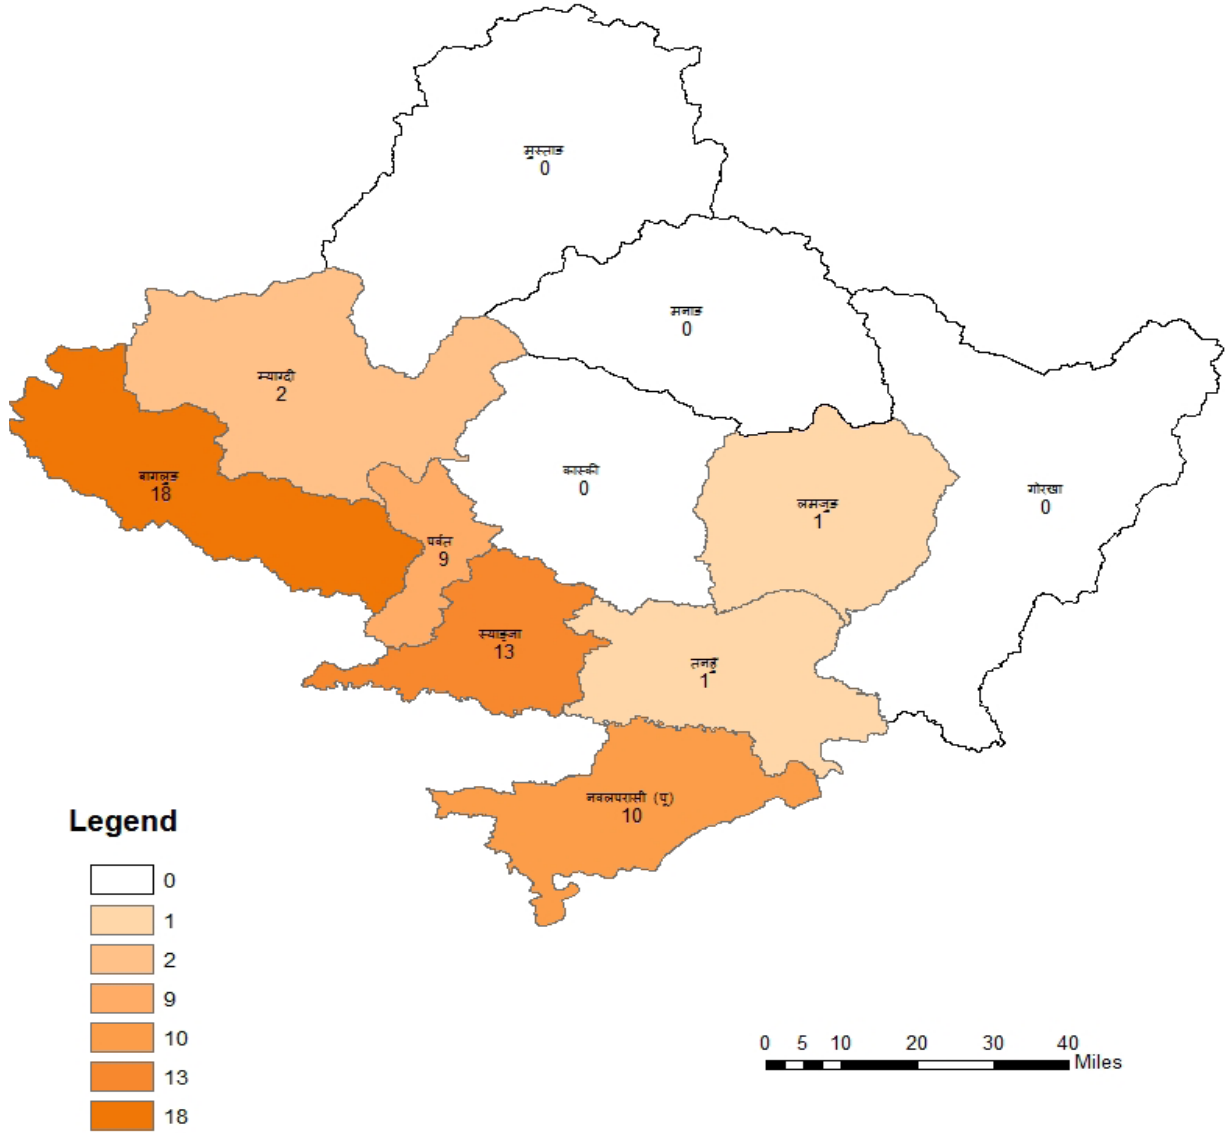 मुस्ताङ
0
मनाङ
0
म्याग्दी
2
कास्की
0
बागलुङ
18
लमजुङ
1
गोरखा
0
पर्वत
9
स्याङ्जा
13
तनहुँ
1
नवलपरासी (पू)
10
Legend
0
1
2
9
10
13
18
0 5 10 20 30 40
Miles